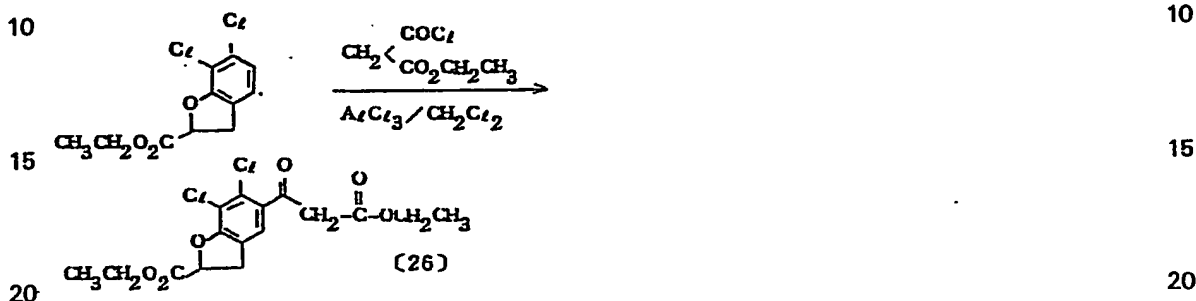 10 10
Cℓ
Cℓ
COCℓ
CH₂
CO₂CH₂CH₃
O
AℓCℓ₃/CH₂Cℓ₂
CH₃CH₂O₂C
15 15
Cℓ O
Cℓ O
CH₂-C-OCH₂CH₃
O
CH₃CH₂O₂C
(26)
20 20